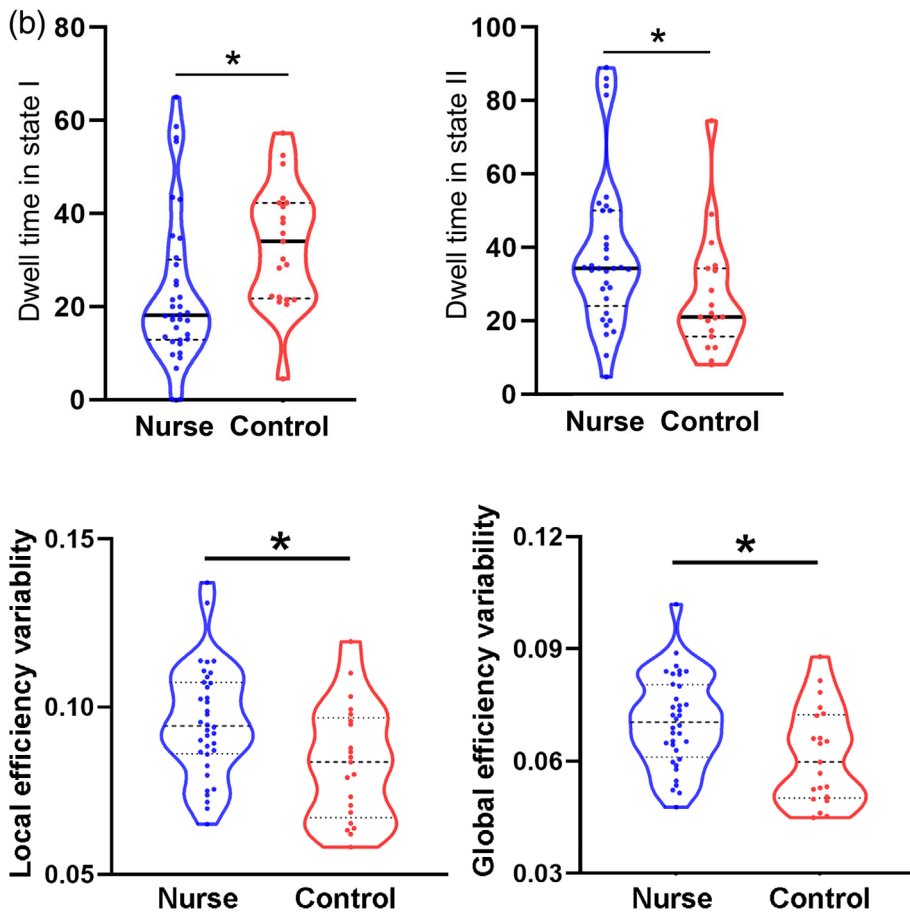 (b)
Dwell time in state I
80
60
40
20
0
*
Nurse Control
Dwell time in state II
100
80
60
40
20
0
*
Nurse Control
Local efficiency variablity
0.15
0.10
0.05
*
Nurse Control
Global efficiency variability
0.12
0.09
0.06
0.03
*
Nurse Control